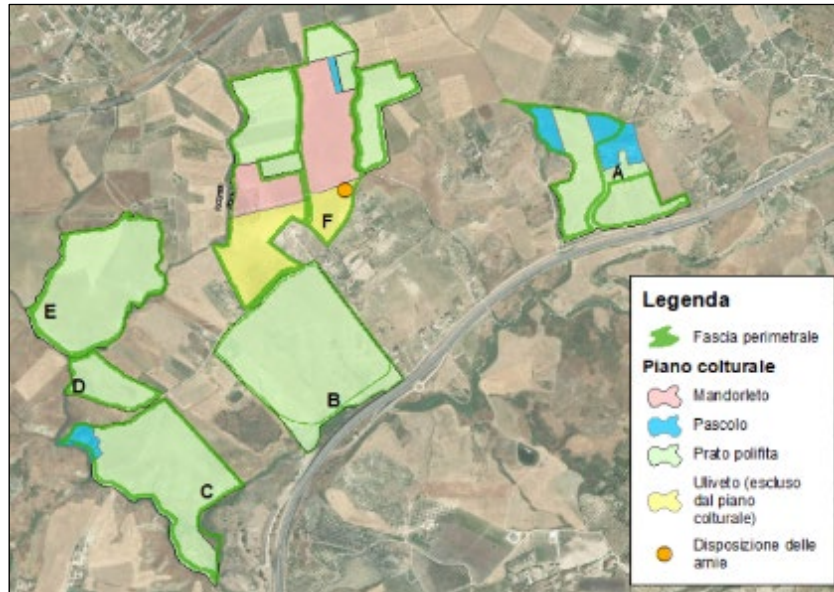 A
F
E
B
D
C
Legenda
Fascia perimetrale
Piano colturale
Mandorleto
Pascolo
Prato polifita
Uliveto (escluso
dal piano
colturale)
Disposizione delle
arnie